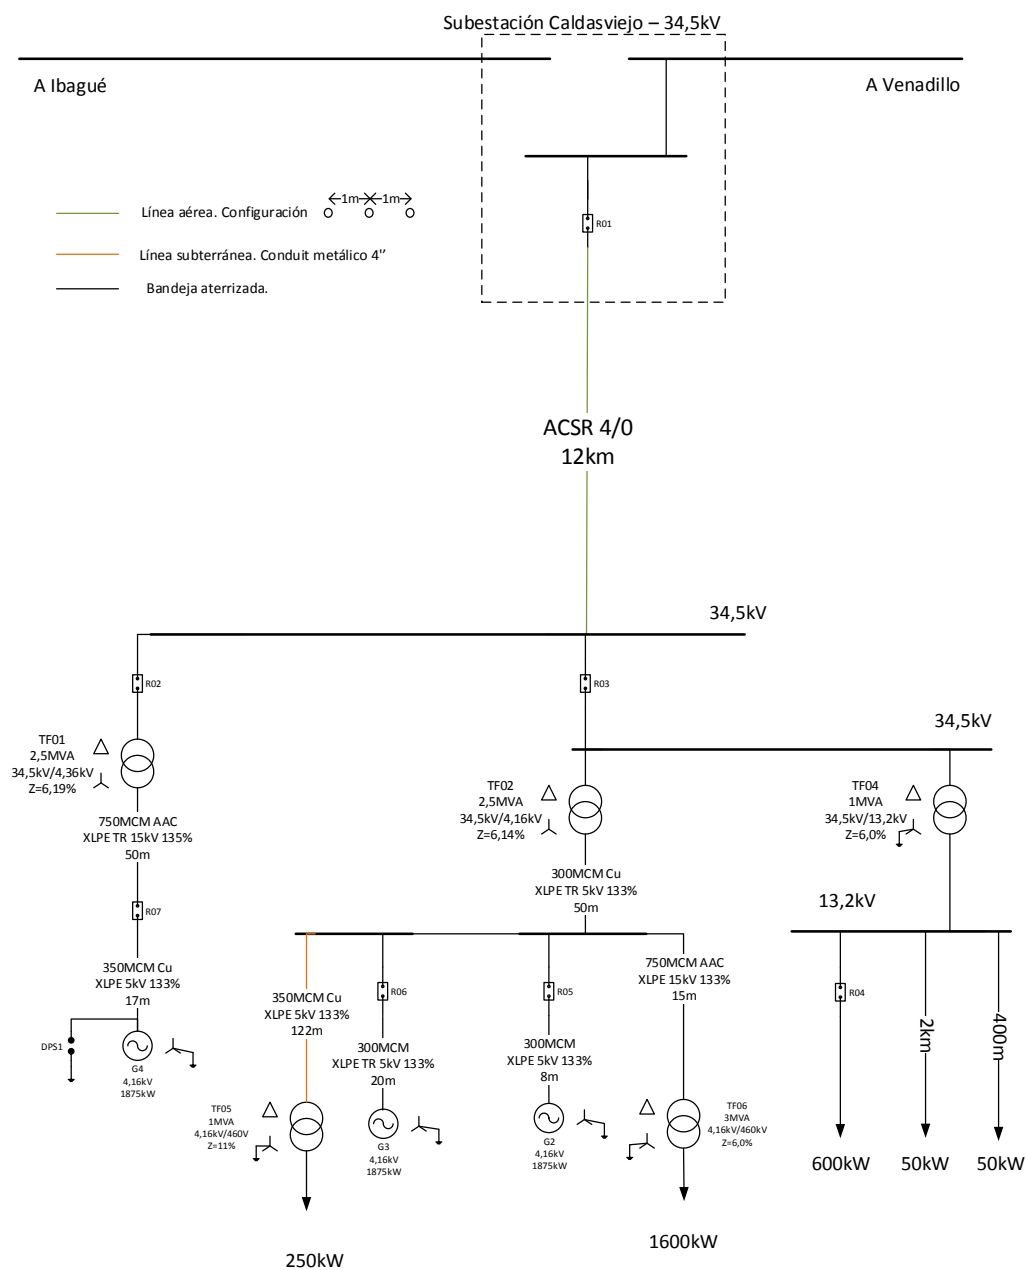 Subestación Caldasviejo – 34,5kV
A Ibagué
A Venadillo
R01
Línea aérea. Configuración
1m 1m
Línea subterránea. Conduit metálico 4’’
Bandeja aterrizada.
ACSR 4/0
12km
34,5kV
R02
R03
34,5kV
TF01
2,5MVA
34,5kV/4,36kV
Z=6,19%
TF02
2,5MVA
34,5kV/4,16kV
Z=6,14%
TF04
1MVA
34,5kV/13,2kV
Z=6,0%
750MCM AAC
XLPE TR 15kV 135%
50m
300MCM Cu
XLPE TR 5kV 133%
50m
13,2kV
R07
350MCM Cu
XLPE 5kV 133%
17m
350MCM Cu
XLPE 5kV 133%
122m
R06
R05
750MCM AAC
XLPE 15kV 133%
15m
R04
2km
400m
DPS1
G4
4,16kV
1875kW
300MCM
XLPE TR 5kV 133%
20m
300MCM
XLPE 5kV 133%
8m
TF05
1MVA
4,16kV/460V
Z=11%
G3
4,16kV
1875kW
G2
4,16kV
1875kW
TF06
3MVA
4,16kV/460kV
Z=6,0%
600kW
50kW
50kW
250kW
1600kW